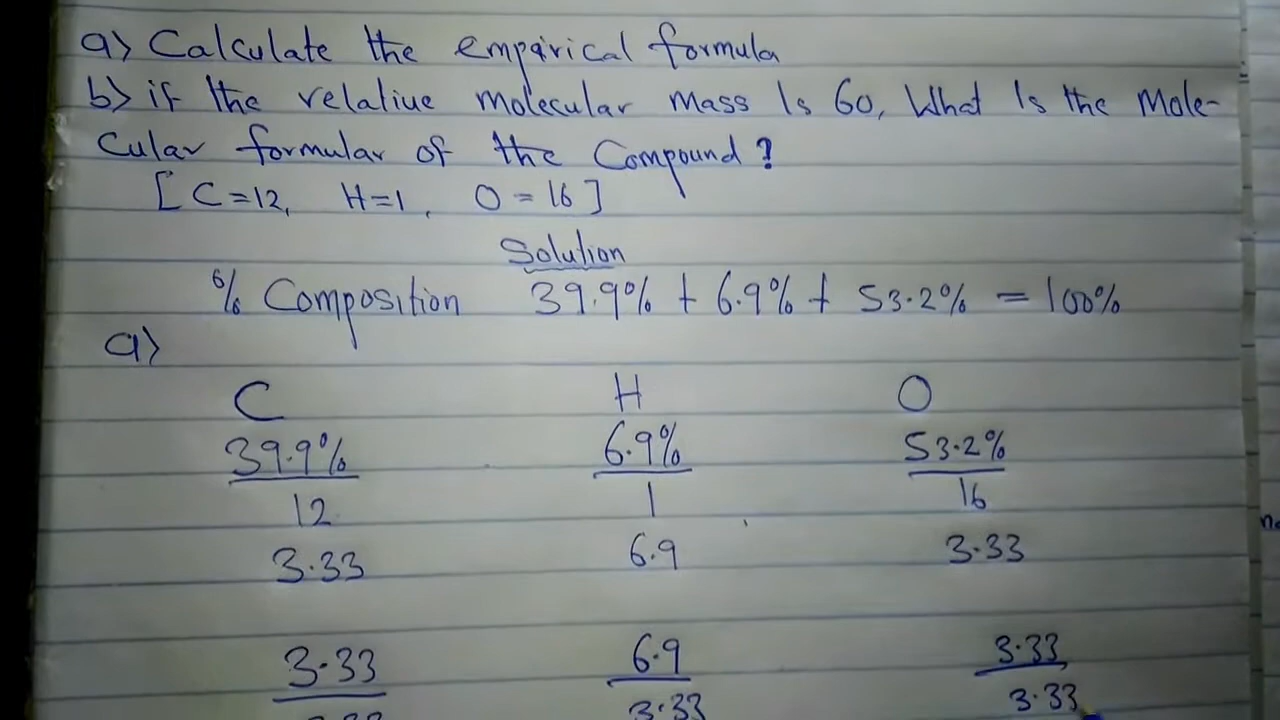 a) Calculate the empirical formula
b) if the relative molecular mass Is 60, What Is the Mole-
Cular formular of the Compound?
[C=12, H=1, O=16]
Solution
% Composition 39.9% + 6.9% + 53.2% = 100%
a)
C H O
39.9% 6.9% 53.2%
12 1 16
3.33 6.9 3.33
3.33 6.9 3.33
3.33 3.33